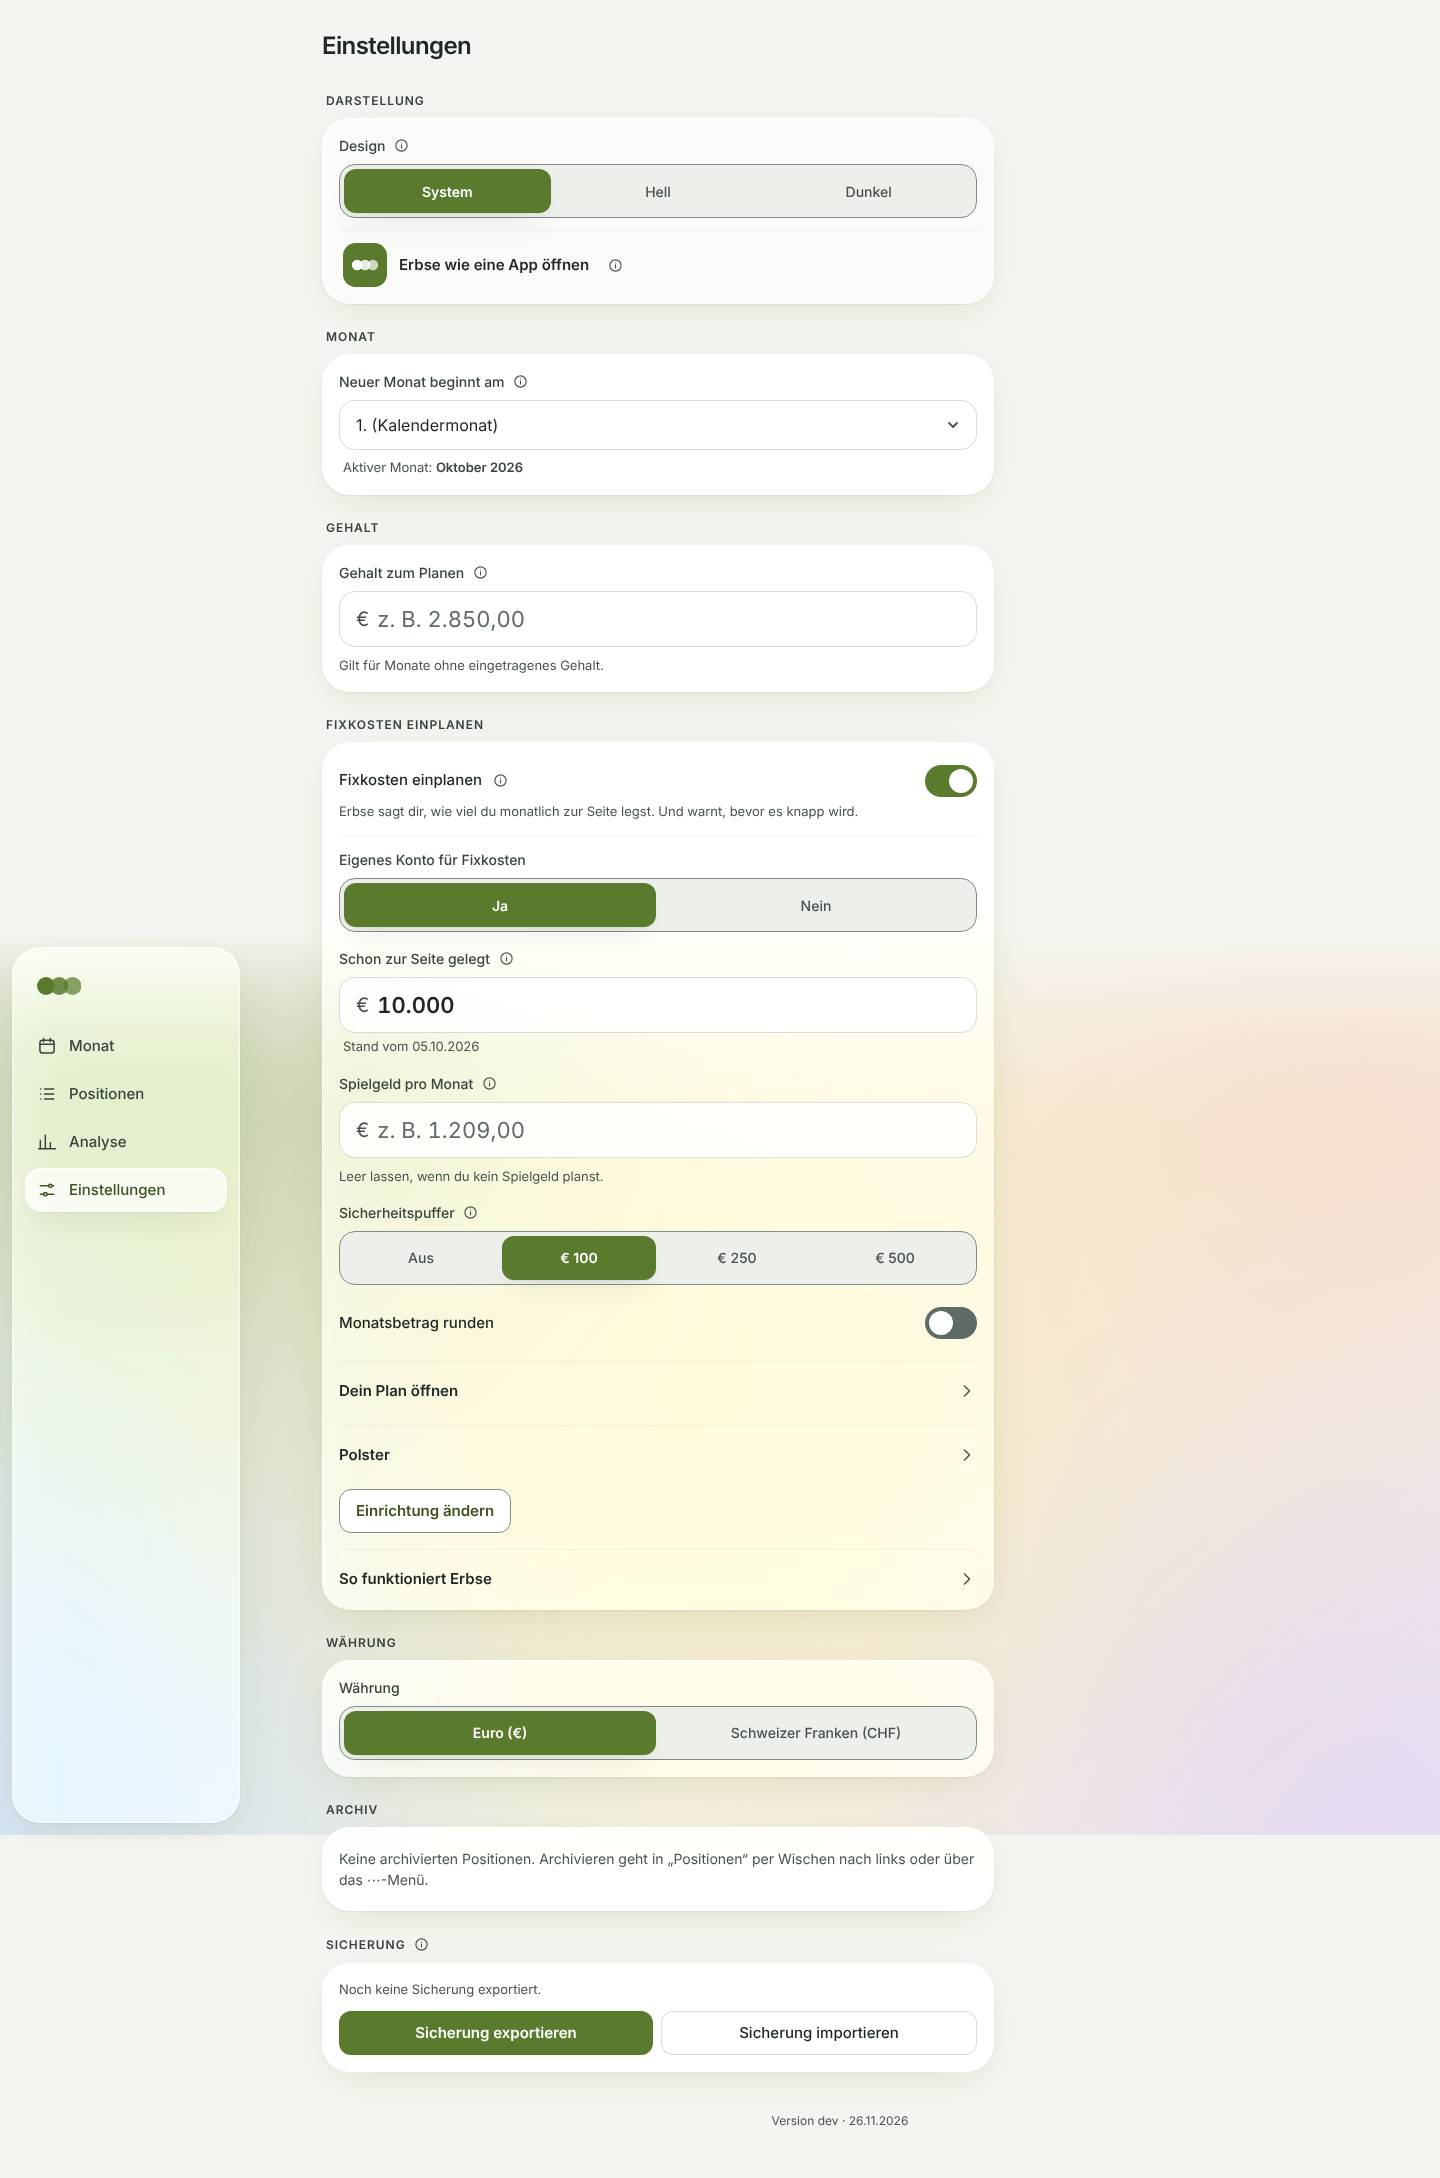 Einstellungen
DARSTELLUNG
Design
System
Hell
Dunkel
Erbse wie eine App öffnen
MONAT
Neuer Monat beginnt am
1. (Kalendermonat)
Aktiver Monat: Oktober 2026
GEHALT
Gehalt zum Planen
€ z. B. 2.850,00
Gilt für Monate ohne eingetragenes Gehalt.
FIXKOSTEN EINPLANEN
Fixkosten einplanen
Erbse sagt dir, wie viel du monatlich zur Seite legst. Und warnt, bevor es knapp wird.
Eigenes Konto für Fixkosten
Ja
Nein
Schon zur Seite gelegt
€ 10.000
Stand vom 05.10.2026
Spielgeld pro Monat
€ z. B. 1.209,00
Leer lassen, wenn du kein Spielgeld planst.
Sicherheitspuffer
Aus
€ 100
€ 250
€ 500
Monatsbetrag runden
Dein Plan öffnen
Polster
Einrichtung ändern
So funktioniert Erbse
WÄHRUNG
Währung
Euro (€)
Schweizer Franken (CHF)
ARCHIV
Keine archivierten Positionen. Archivieren geht in „Positionen“ per Wischen nach links oder über
das ···-Menü.
SICHERUNG
Noch keine Sicherung exportiert.
Sicherung exportieren
Sicherung importieren
Version dev · 26.11.2026
Monat
Positionen
Analyse
Einstellungen